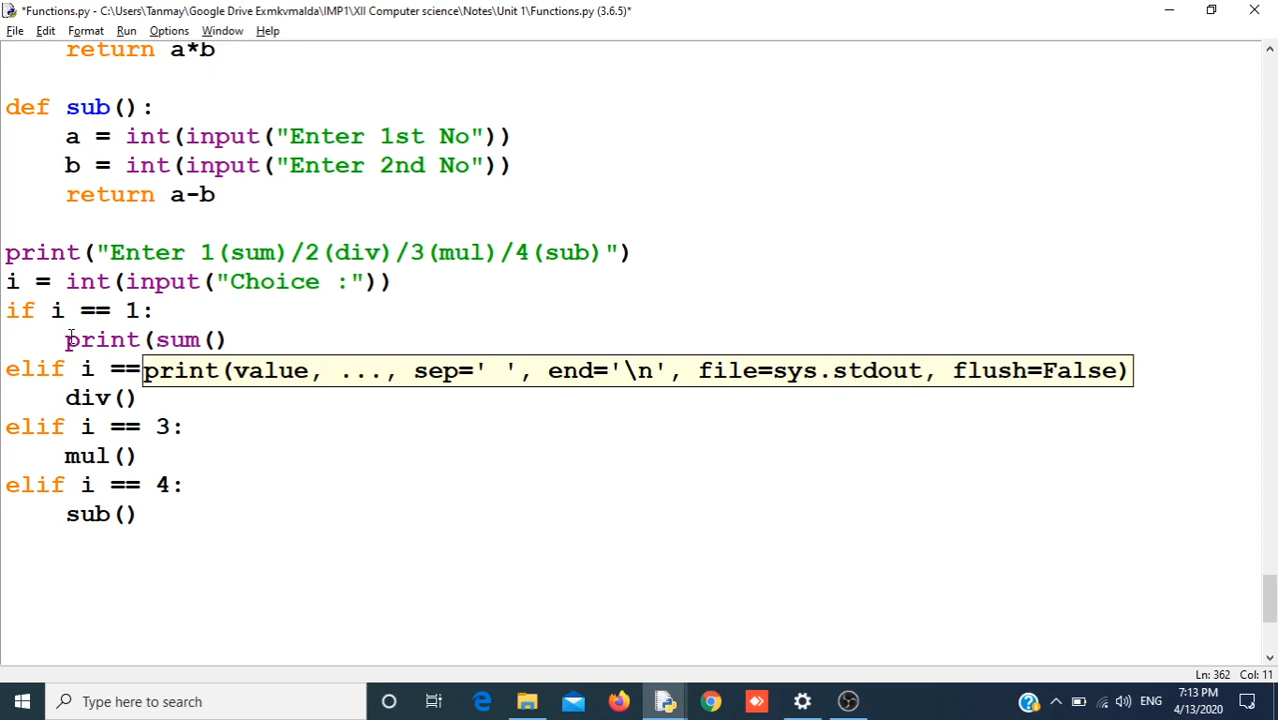 *Functions.py - C:\Users\Tanmay\Google Drive Exmkvmalda\IMP1\XII Computer science\Notes\Unit 1\Functions.py (3.6.5)*
File Edit Format Run Options Window Help
return a*b
def sub():
a = int(input("Enter 1st No"))
b = int(input("Enter 2nd No"))
return a-b
print("Enter 1(sum)/2(div)/3(mul)/4(sub)")
i = int(input("Choice :"))
if i == 1:
print(sum()
elif i ==
print(value, ..., sep=' ', end='\n', file=sys.stdout, flush=False)
div()
elif i == 3:
mul()
elif i == 4:
sub()
Ln: 362 Col: 11
Type here to search
ENG
7:13 PM
4/13/2020